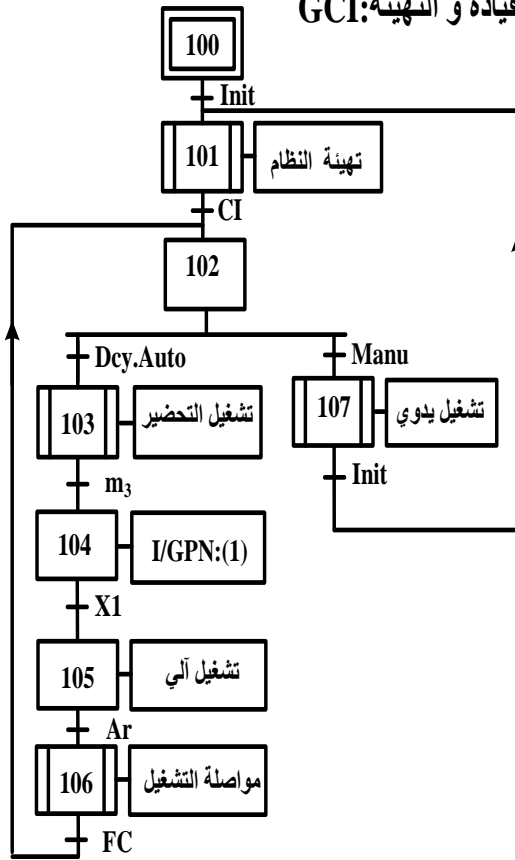 قيادة و التهيئة:GCI
100
Init
101
تهيئة النظام
CI
102
Dcy.Auto
Manu
103
تشغيل التحضير
107
تشغيل يدوي
m₃
Init
104
I/GPN:(1)
X1
105
تشغيل آلي
Ar
106
مواصلة التشغيل
FC